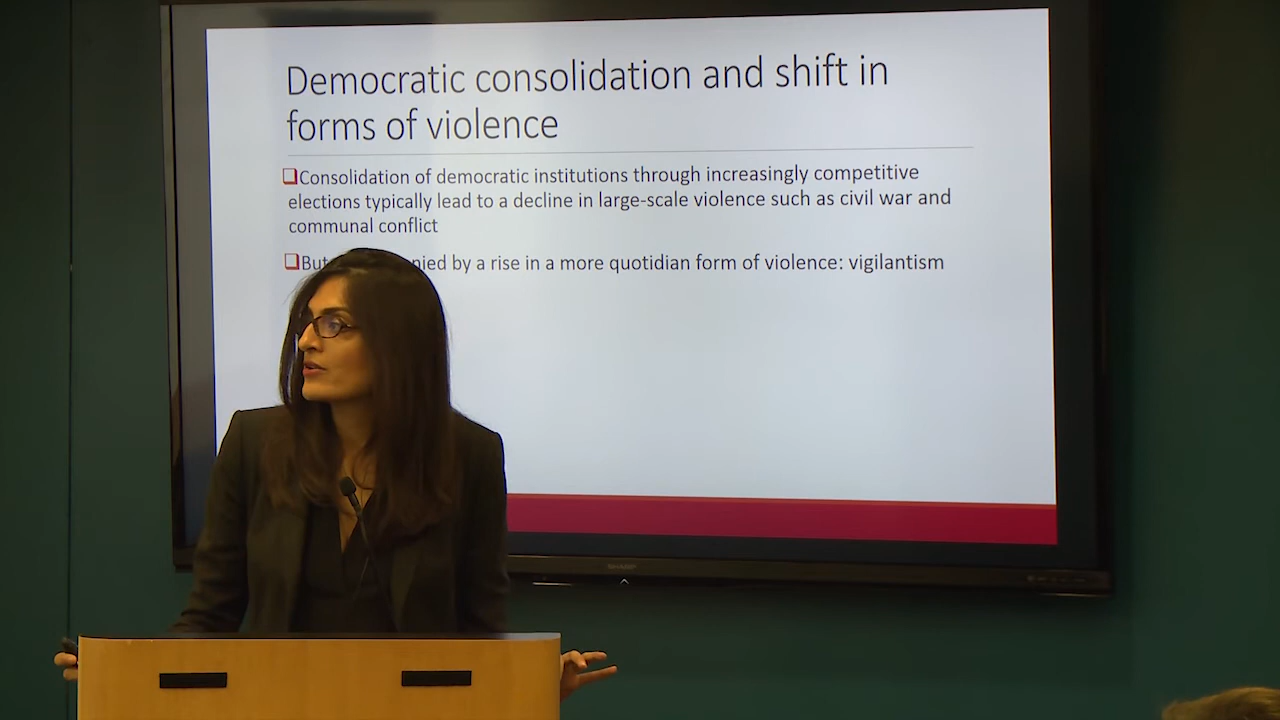 Democratic consolidation and shift in
forms of violence
❑Consolidation of democratic institutions through increasingly competitive
elections typically lead to a decline in large-scale violence such as civil war and
communal conflict
❑But by a rise in a more quotidian form of violence: vigilantism
SHARP